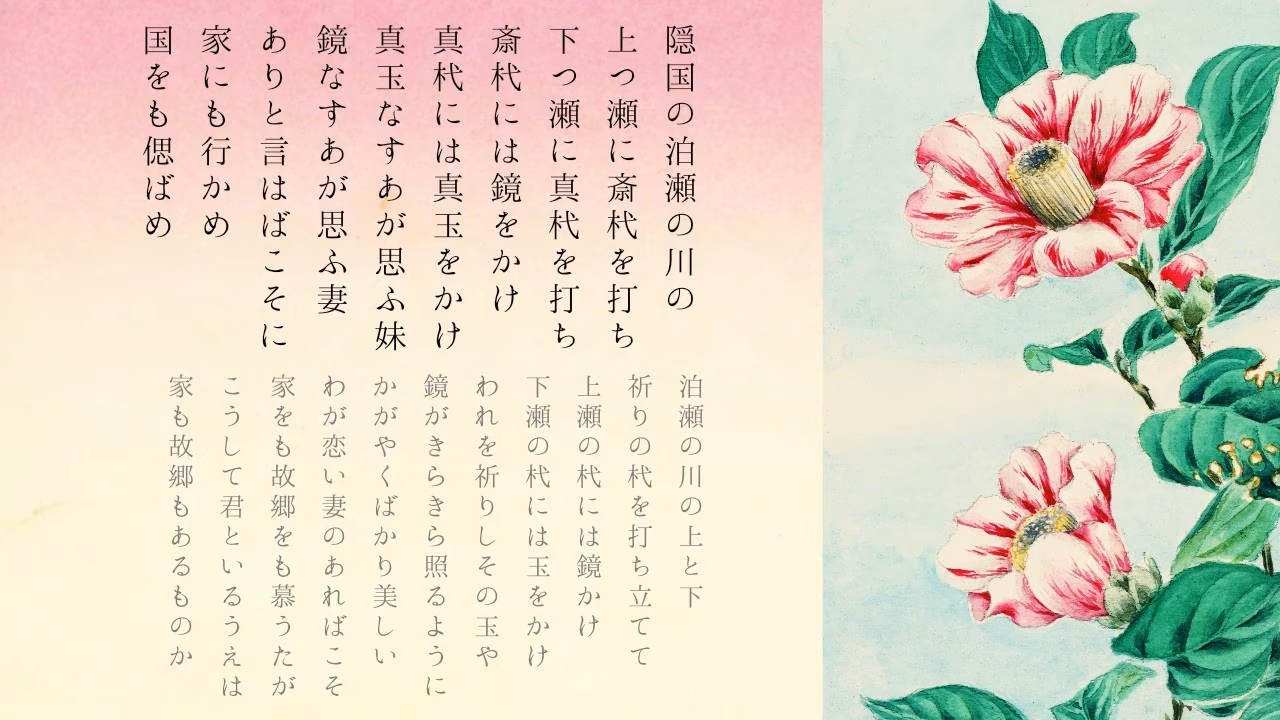 隠国の泊瀬の川の
上つ瀬に斎杙を打ち
下つ瀬に真杙を打ち
斎杙には鏡をかけ
真杙には真玉をかけ
真玉なすあが思ふ妹
鏡なすあが思ふ妻
ありと言はばこそに
家にも行かめ
国をも偲ばめ
泊瀬の川の上と下
祈りの杙を打ち立てて
上瀬の杙には鏡かけ
下瀬の杙には玉をかけ
われを祈りしその玉や
鏡がきらきら照るように
かがやくばかり美しい
わが恋い妻のあればこそ
家をも故郷をも慕うたが
こうして君といるうえは
家も故郷もあるものか